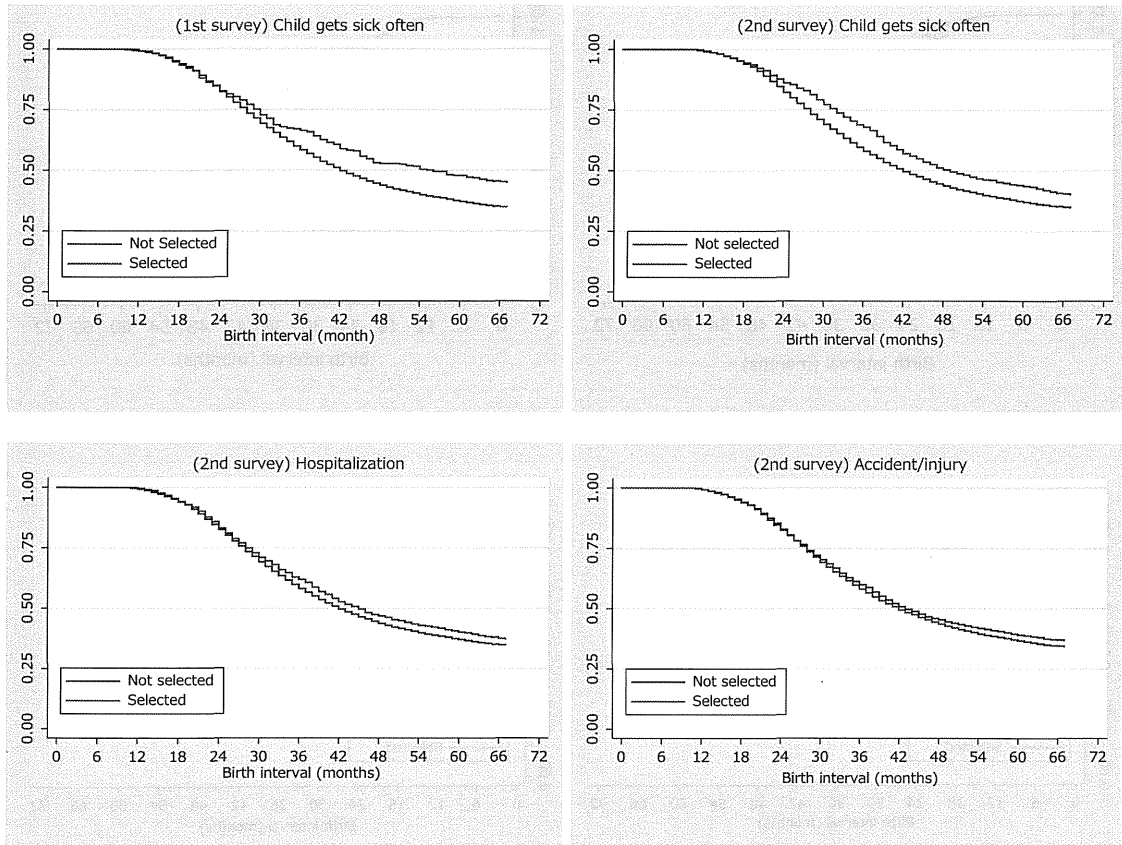 (1st survey) Child gets sick often
1.00
0.75
0.50
0.25
0.00
Not Selected
Selected
0 6 12 18 24 30 36 42 48 54 60 66 72
Birth interval (month)
(2nd survey) Child gets sick often
1.00
0.75
0.50
0.25
0.00
Not selected
Selected
0 6 12 18 24 30 36 42 48 54 60 66 72
Birth interval (months)
(2nd survey) Hospitalization
1.00
0.75
0.50
0.25
0.00
Not selected
Selected
0 6 12 18 24 30 36 42 48 54 60 66 72
Birth interval (months)
(2nd survey) Accident/injury
1.00
0.75
0.50
0.25
0.00
Not selected
Selected
0 6 12 18 24 30 36 42 48 54 60 66 72
Birth interval (months)